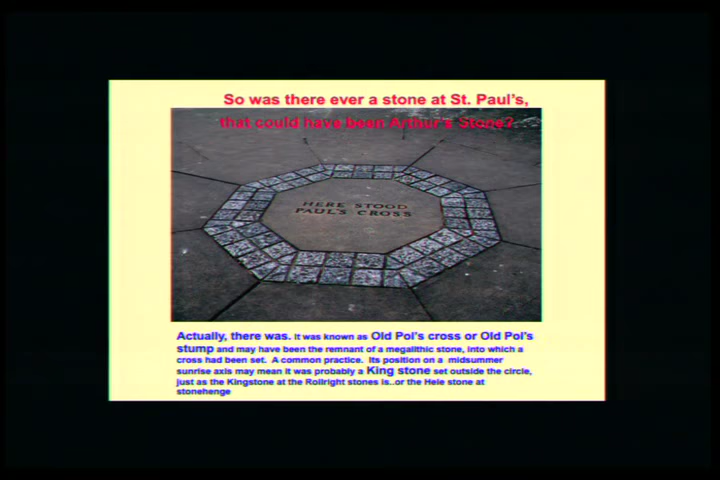 So was there ever a stone at St. Paul's,
that could have been Arthur's Stone?
HERE STOOD
PAUL'S CROSS
Actually, there was. It was known as Old Pol's cross or Old Pol's
stump and may have been the remnant of a megalithic stone, into which a
cross had been set. A common practice. Its position on a midsummer
sunrise axis may mean it was probably a King stone set outside the circle,
just as the Kingstone at the Rollright stones is..or the Hele stone at
stonehenge